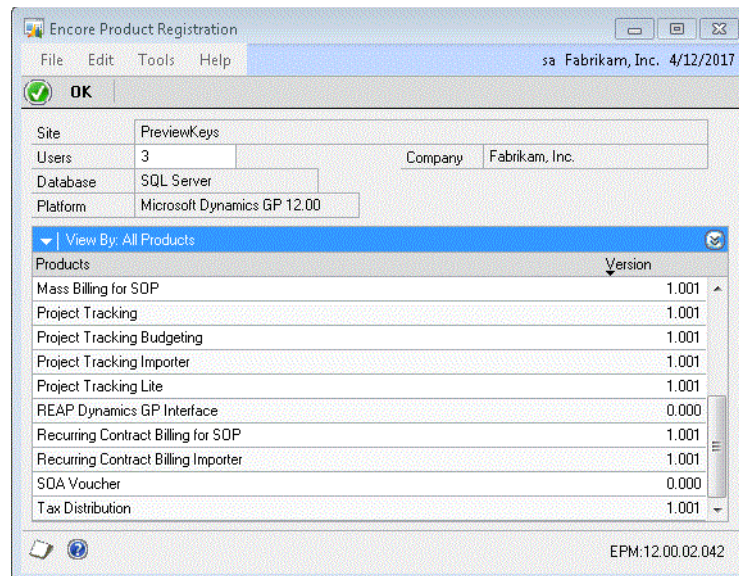 Encore Product Registration
File Edit Tools Help sa Fabrikam, Inc. 4/12/2017
OK
Site PreviewKeys
Users 3 Company Fabrikam, Inc.
Database SQL Server
Platform Microsoft Dynamics GP 12.00
View By: All Products
Products Version
Mass Billing for SOP 1.001
Project Tracking 1.001
Project Tracking Budgeting 1.001
Project Tracking Importer 1.001
Project Tracking Lite 1.001
REAP Dynamics GP Interface 0.000
Recurring Contract Billing for SOP 1.001
Recurring Contract Billing Importer 1.001
SOA Voucher 0.000
Tax Distribution 1.001
EPM:12.00.02.042